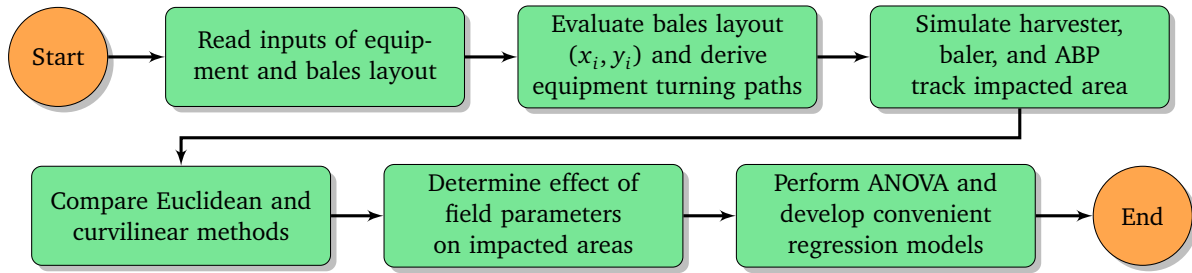 Start
Read inputs of equip-
ment and bales layout
Evaluate bales layout
(x_i, y_i) and derive
equipment turning paths
Simulate harvester,
baler, and ABP
track impacted area
Compare Euclidean and
curvilinear methods
Determine effect of
field parameters
on impacted areas
Perform ANOVA and
develop convenient
regression models
End